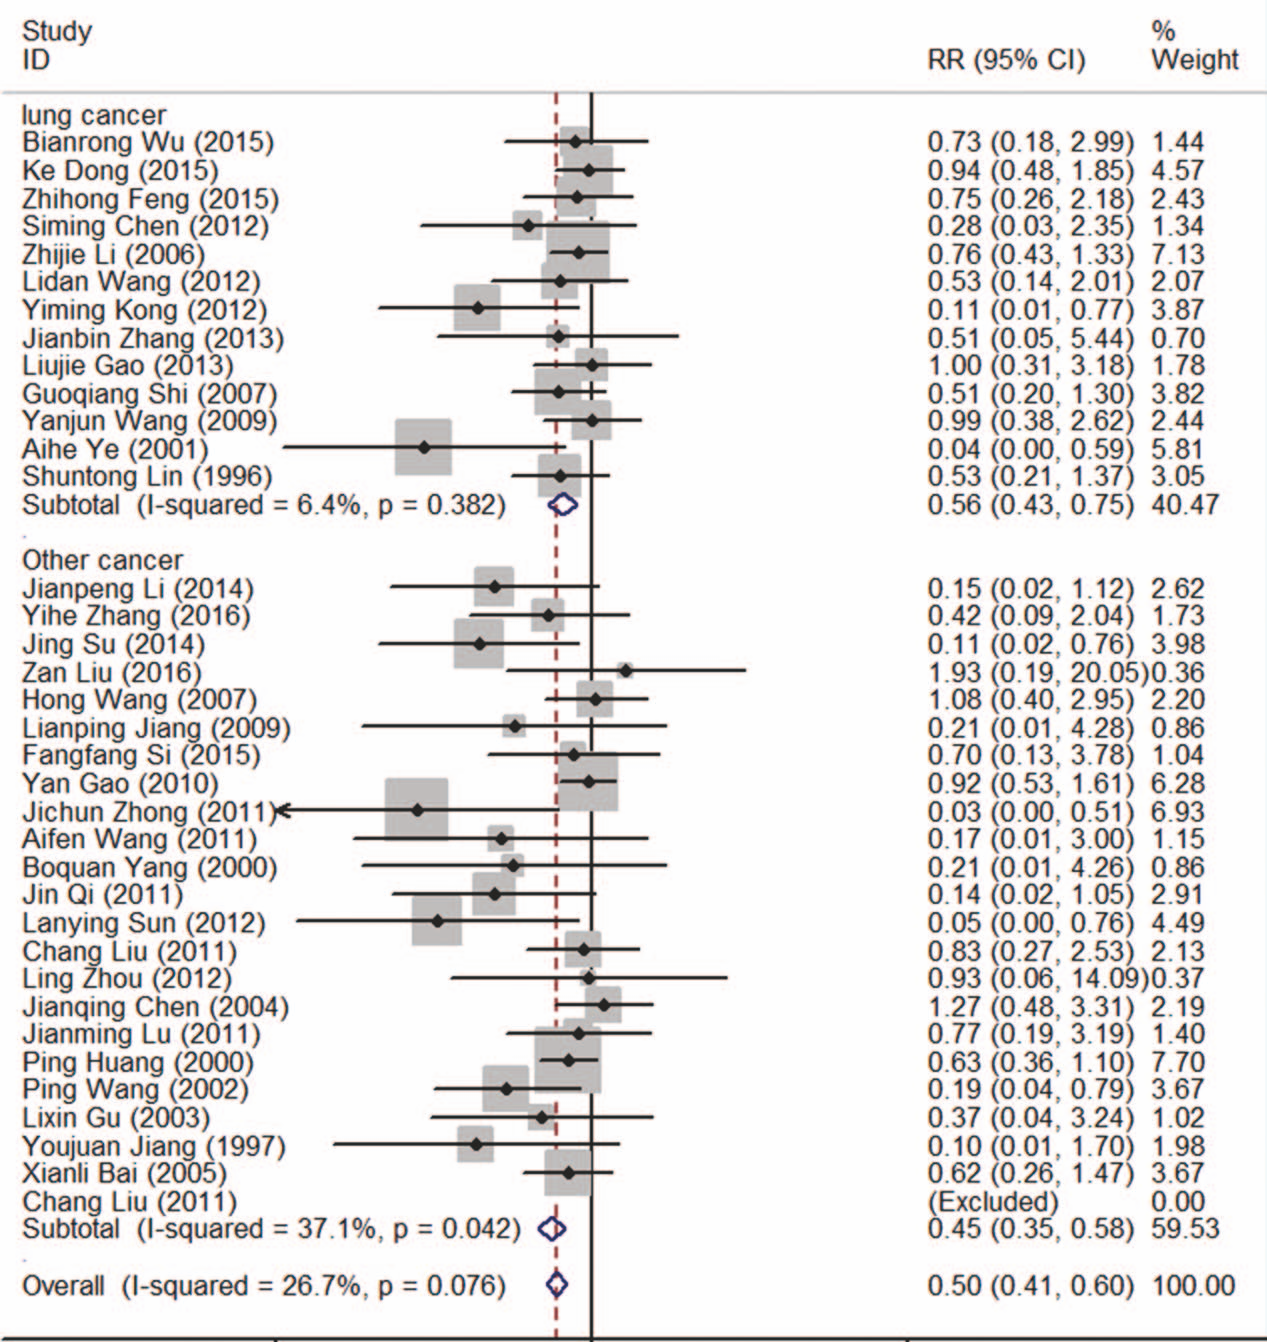 Study %
ID RR (95% CI) Weight
lung cancer
Bianrong Wu (2015) 0.73 (0.18, 2.99) 1.44
Ke Dong (2015) 0.94 (0.48, 1.85) 4.57
Zhihong Feng (2015) 0.75 (0.26, 2.18) 2.43
Siming Chen (2012) 0.28 (0.03, 2.35) 1.34
Zhijie Li (2006) 0.76 (0.43, 1.33) 7.13
Lidan Wang (2012) 0.53 (0.14, 2.01) 2.07
Yiming Kong (2012) 0.11 (0.01, 0.77) 3.87
Jianbin Zhang (2013) 0.51 (0.05, 5.44) 0.70
Liujie Gao (2013) 1.00 (0.31, 3.18) 1.78
Guoqiang Shi (2007) 0.51 (0.20, 1.30) 3.82
Yanjun Wang (2009) 0.99 (0.38, 2.62) 2.44
Aihe Ye (2001) 0.04 (0.00, 0.59) 5.81
Shuntong Lin (1996) 0.53 (0.21, 1.37) 3.05
Subtotal (I-squared = 6.4%, p = 0.382) 0.56 (0.43, 0.75) 40.47
.
Other cancer
Jianpeng Li (2014) 0.15 (0.02, 1.12) 2.62
Yihe Zhang (2016) 0.42 (0.09, 2.04) 1.73
Jing Su (2014) 0.11 (0.02, 0.76) 3.98
Zan Liu (2016) 1.93 (0.19, 20.05) 0.36
Hong Wang (2007) 1.08 (0.40, 2.95) 2.20
Lianping Jiang (2009) 0.21 (0.01, 4.28) 0.86
Fangfang Si (2015) 0.70 (0.13, 3.78) 1.04
Yan Gao (2010) 0.92 (0.53, 1.61) 6.28
Jichun Zhong (2011) 0.03 (0.00, 0.51) 6.93
Aifen Wang (2011) 0.17 (0.01, 3.00) 1.15
Boquan Yang (2000) 0.21 (0.01, 4.26) 0.86
Jin Qi (2011) 0.14 (0.02, 1.05) 2.91
Lanying Sun (2012) 0.05 (0.00, 0.76) 4.49
Chang Liu (2011) 0.83 (0.27, 2.53) 2.13
Ling Zhou (2012) 0.93 (0.06, 14.09) 0.37
Jianqing Chen (2004) 1.27 (0.48, 3.31) 2.19
Jianming Lu (2011) 0.77 (0.19, 3.19) 1.40
Ping Huang (2000) 0.63 (0.36, 1.10) 7.70
Ping Wang (2002) 0.19 (0.04, 0.79) 3.67
Lixin Gu (2003) 0.37 (0.04, 3.24) 1.02
Youjuan Jiang (1997) 0.10 (0.01, 1.70) 1.98
Xianli Bai (2005) 0.62 (0.26, 1.47) 3.67
Chang Liu (2011) (Excluded) 0.00
Subtotal (I-squared = 37.1%, p = 0.042) 0.45 (0.35, 0.58) 59.53
.
Overall (I-squared = 26.7%, p = 0.076) 0.50 (0.41, 0.60) 100.00